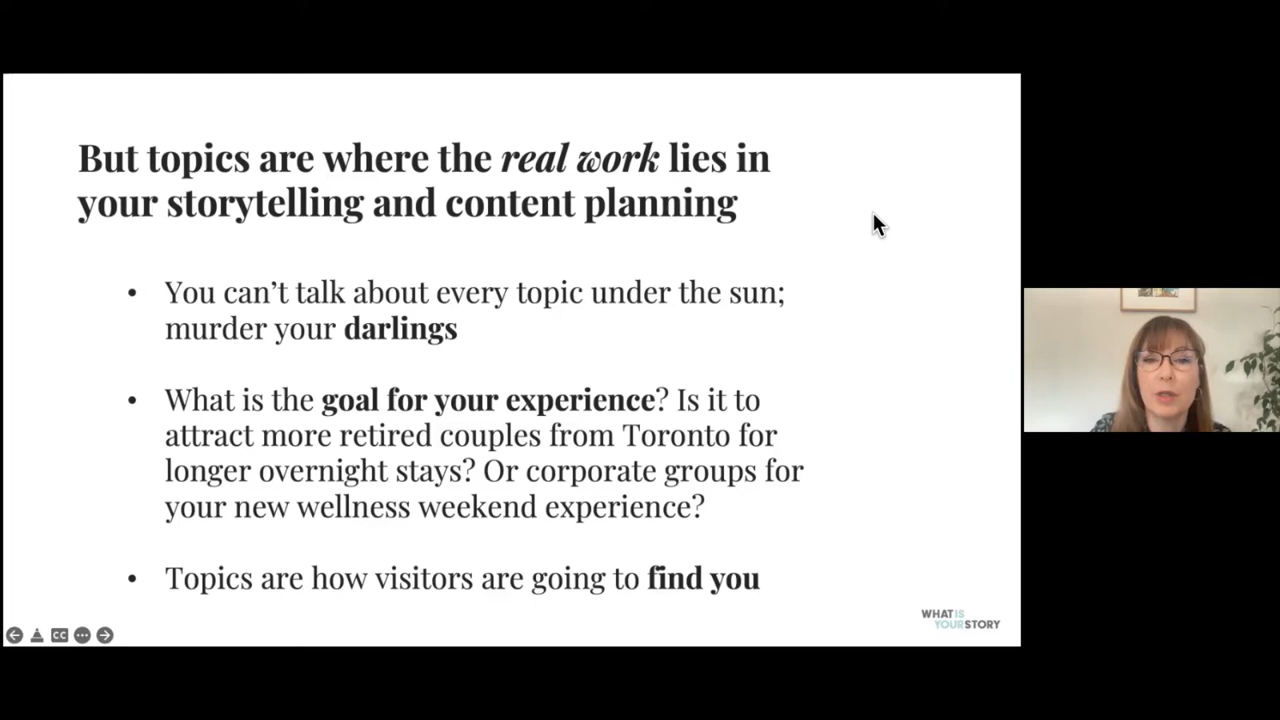 But topics are where the real work lies in
your storytelling and content planning
• You can’t talk about every topic under the sun;
murder your darlings
• What is the goal for your experience? Is it to
attract more retired couples from Toronto for
longer overnight stays? Or corporate groups for
your new wellness weekend experience?
• Topics are how visitors are going to find you
WHAT IS
YOUR STORY
CC